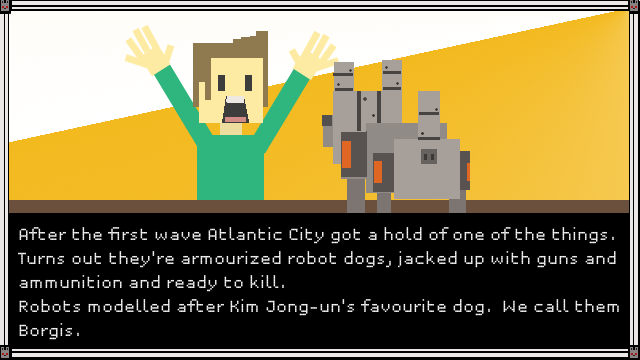 After the first wave Atlantic City got a hold of one of the things.
Turns out they're armourized robot dogs, jacked up with guns and
ammunition and ready to kill.
Robots modelled after Kim Jong-un's favourite dog.  We call them
Borgis.